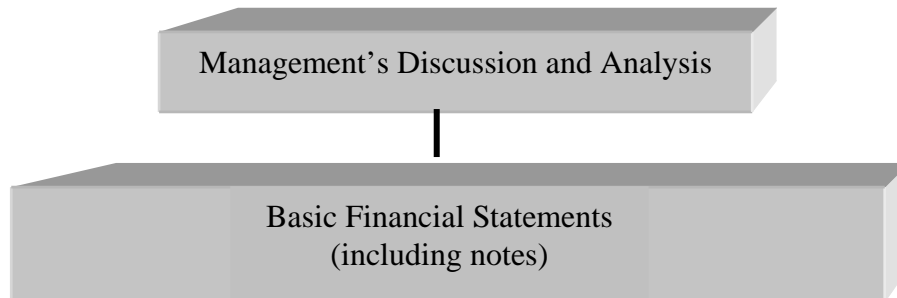 Management’s Discussion and Analysis
Basic Financial Statements
(including notes)